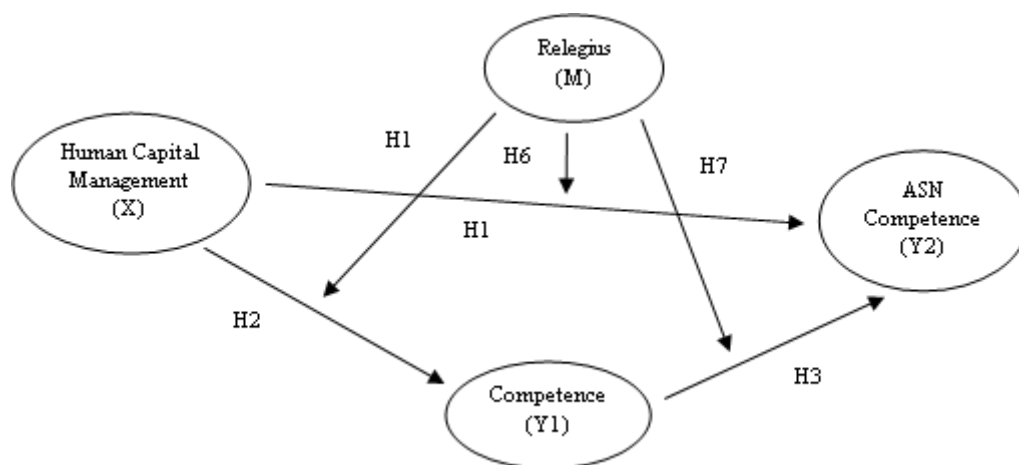 Relegius
(M)
H1
H6
H7
Human Capital
Management
(X)
H1
ASN
Competence
(Y2)
H2
H3
Competence
(Y1)